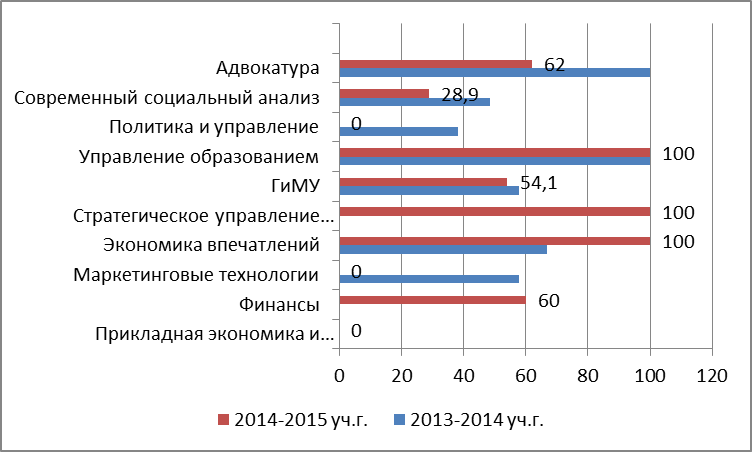 Адвокатура 62
Современный социальный анализ 28,9
Политика и управление 0
Управление образованием 100
ГиМУ 54,1
Стратегическое управление... 100
Экономика впечатлений 100
Маркетинговые технологии 0
Финансы 60
Прикладная экономика и... 0
0 20 40 60 80 100 120
2014-2015 уч.г. 2013-2014 уч.г.